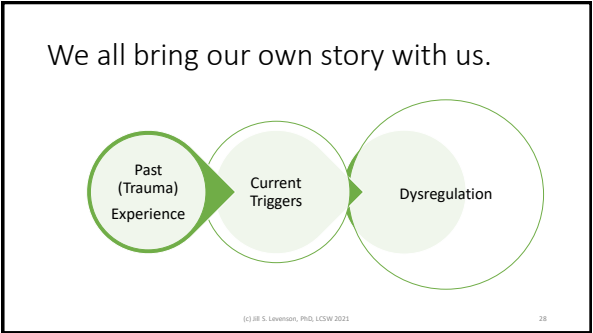 We all bring our own story with us.
Past
(Trauma)
Experience
Current
Triggers
Dysregulation
(c) Jill S. Levenson, PhD, LCSW 2021
28